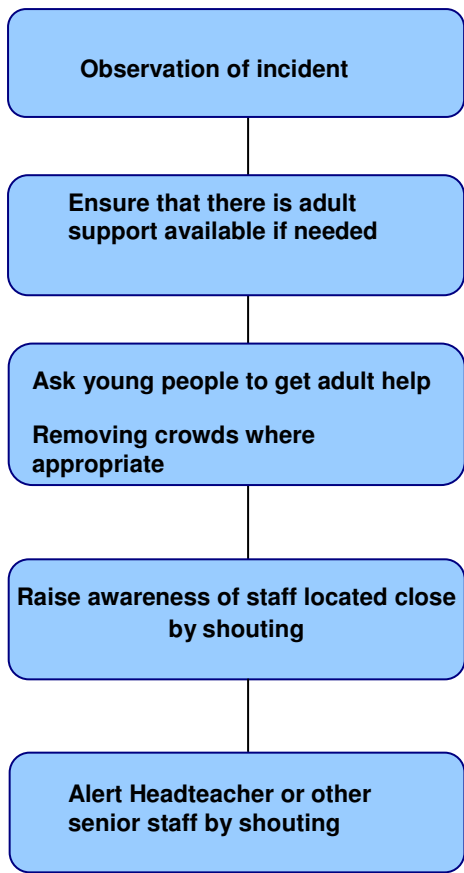 Observation of incident
Ensure that there is adult
support available if needed
Ask young people to get adult help
Removing crowds where
appropriate
Raise awareness of staff located close
by shouting
Alert Headteacher or other
senior staff by shouting